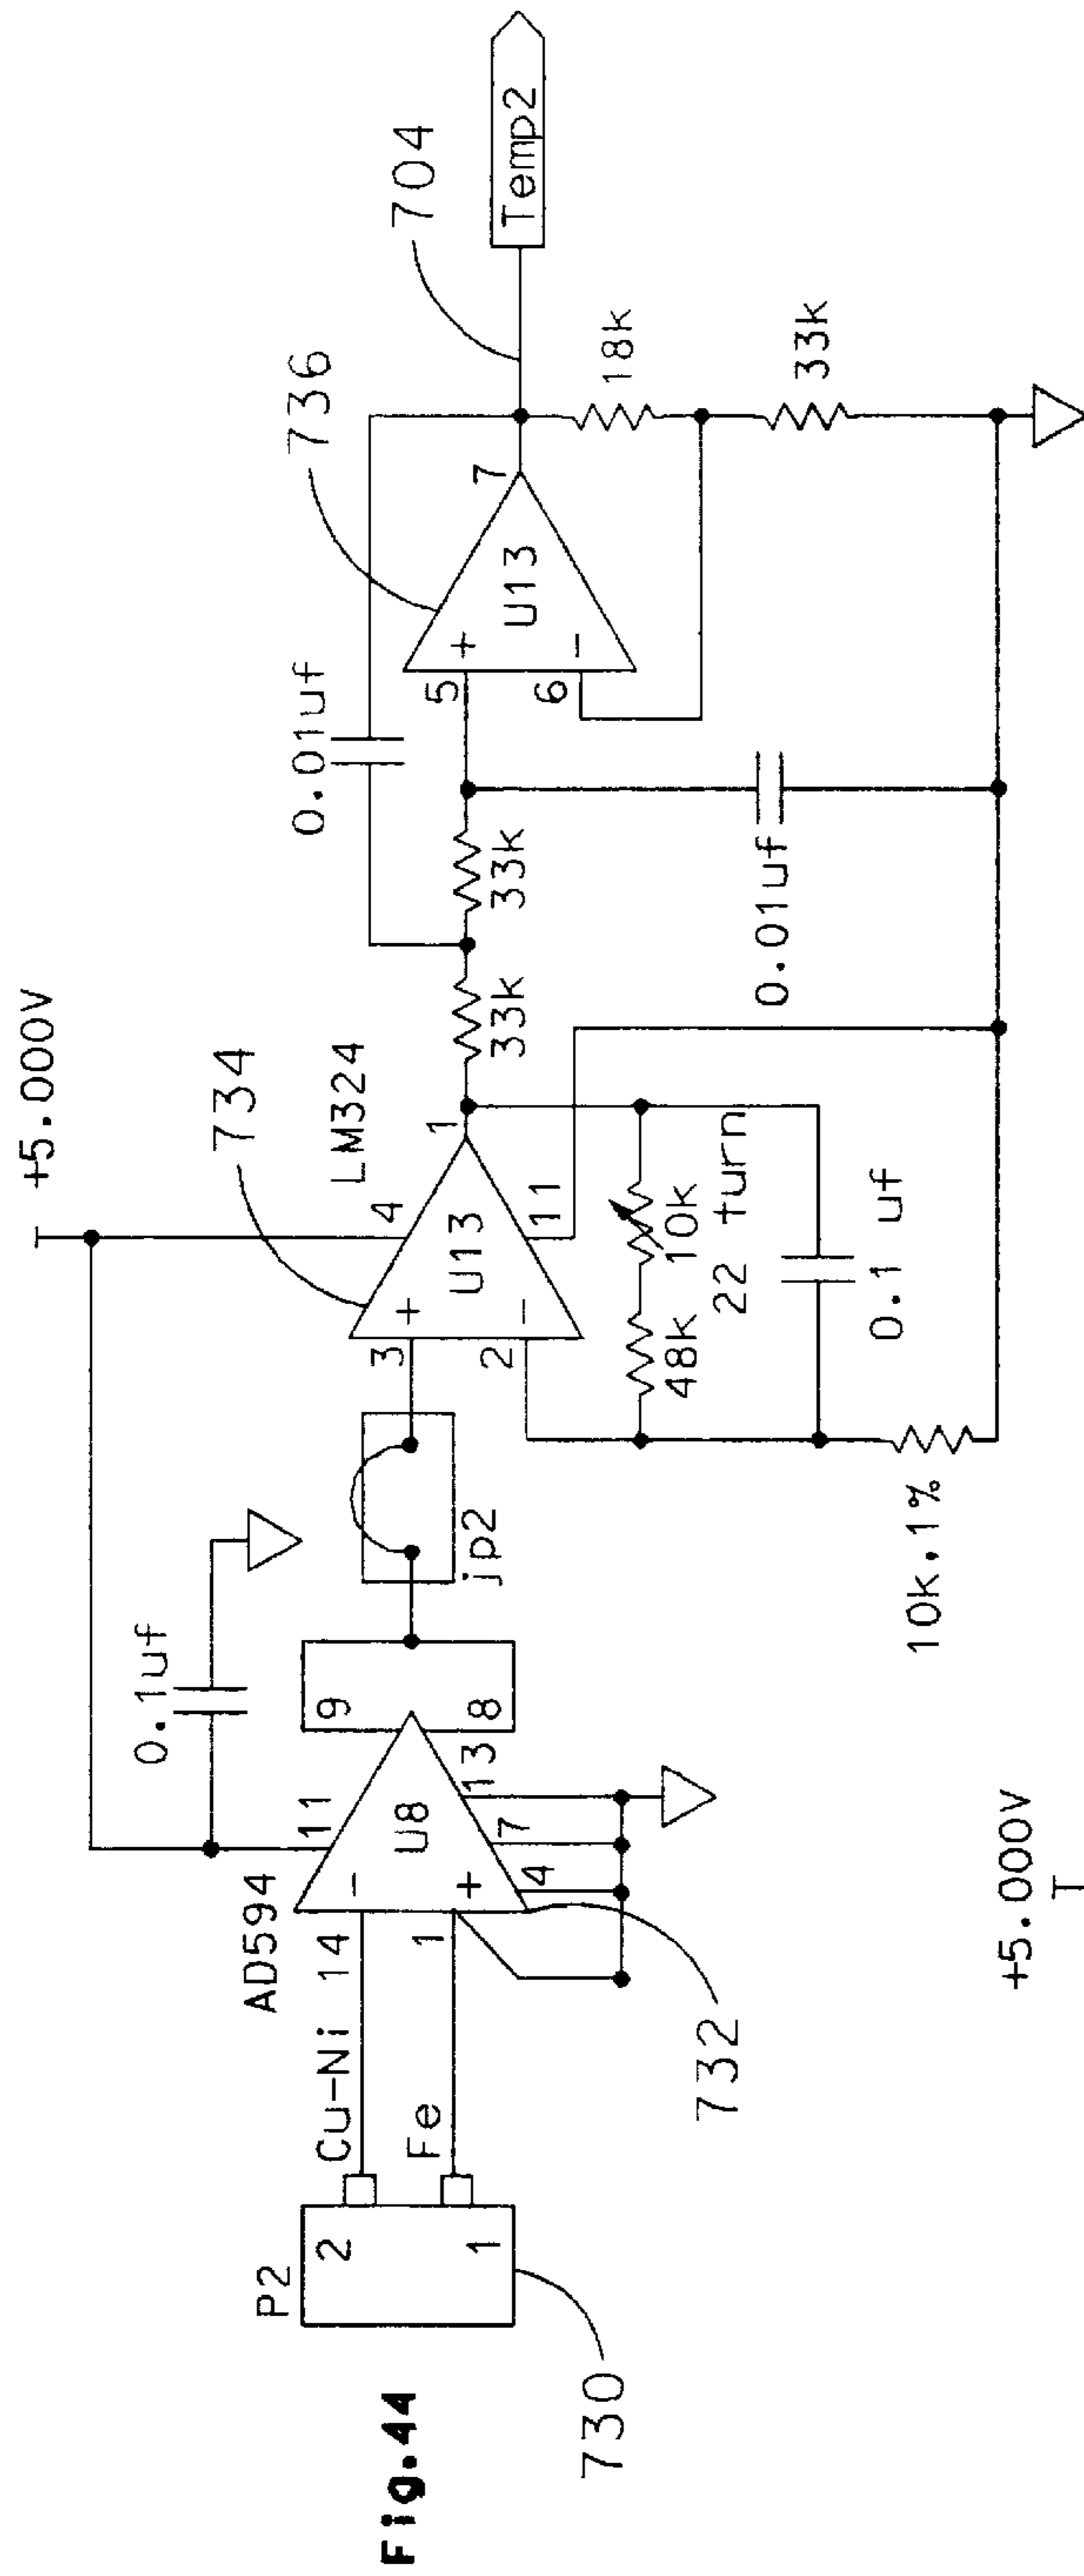 Fig.44
730
P2
2
1
Cu-Ni
Fe
AD594
14
1
-
+
U8
11
4
7
13
9
8
732
0.1uf
jp2
+5.000V
734
LM324
3
2
+
-
U13
4
11
1
48k
10k
22 turn
0.1 uf
10k.1%
33k
33k
0.01uf
0.01uf
736
5
6
+
-
U13
7
18k
33k
704
Temp2
+5.000V